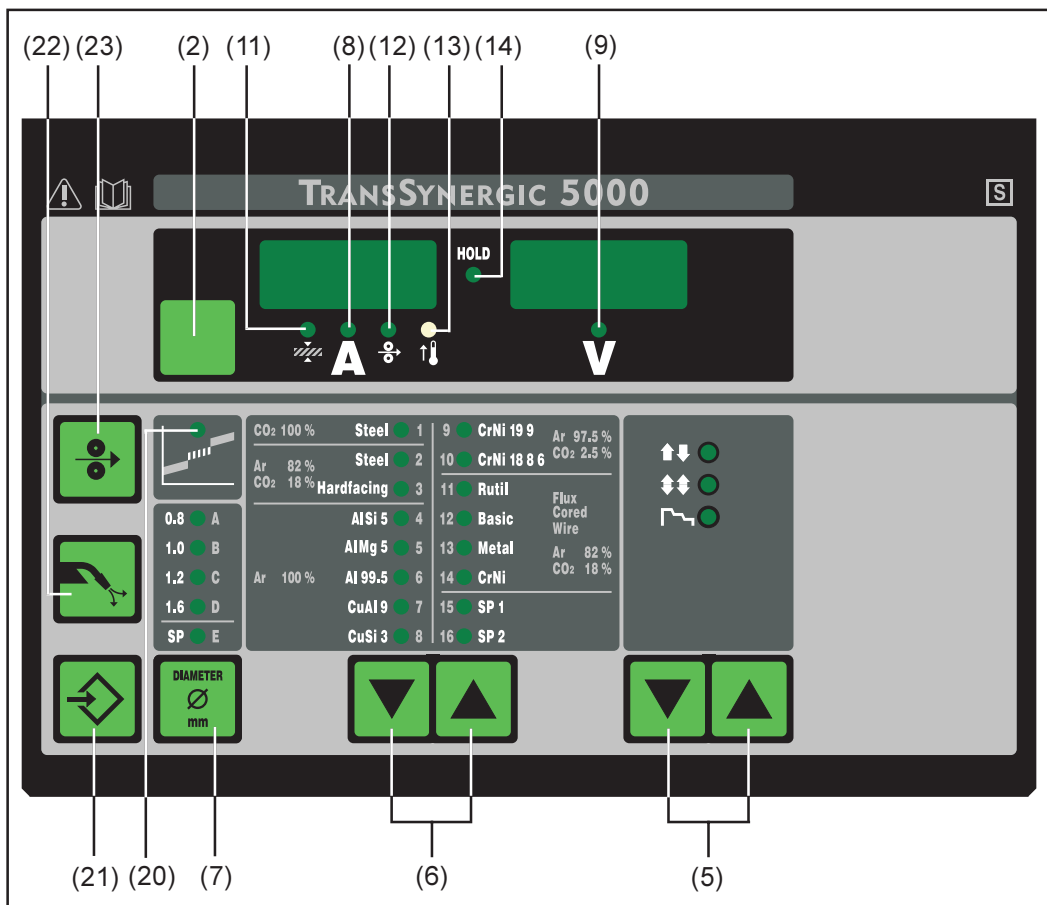 (22) (23) (2) (11) (8) (12) (13) (14) (9)
TRANSSYNERGIC 5000
S
HOLD
A
V
CO2 100 % Steel 1 9 CrNi 19 9
Ar 97.5 %
CO2 2.5 %
Steel 2 10 CrNi 18 8 6
Ar 82 %
CO2 18 %
Hardfacing 3 11 Rutil
Flux
Cored
Wire
0.8 A AlSi 5 4 12 Basic
1.0 B AlMg 5 5 13 Metal
Ar 82 %
CO2 18 %
1.2 C Ar 100 % Al 99.5 6 14 CrNi
1.6 D CuAl 9 7 15 SP 1
SP E CuSi 3 8 16 SP 2
DIAMETER
Ø
mm
(21) (20) (7) (6) (5)